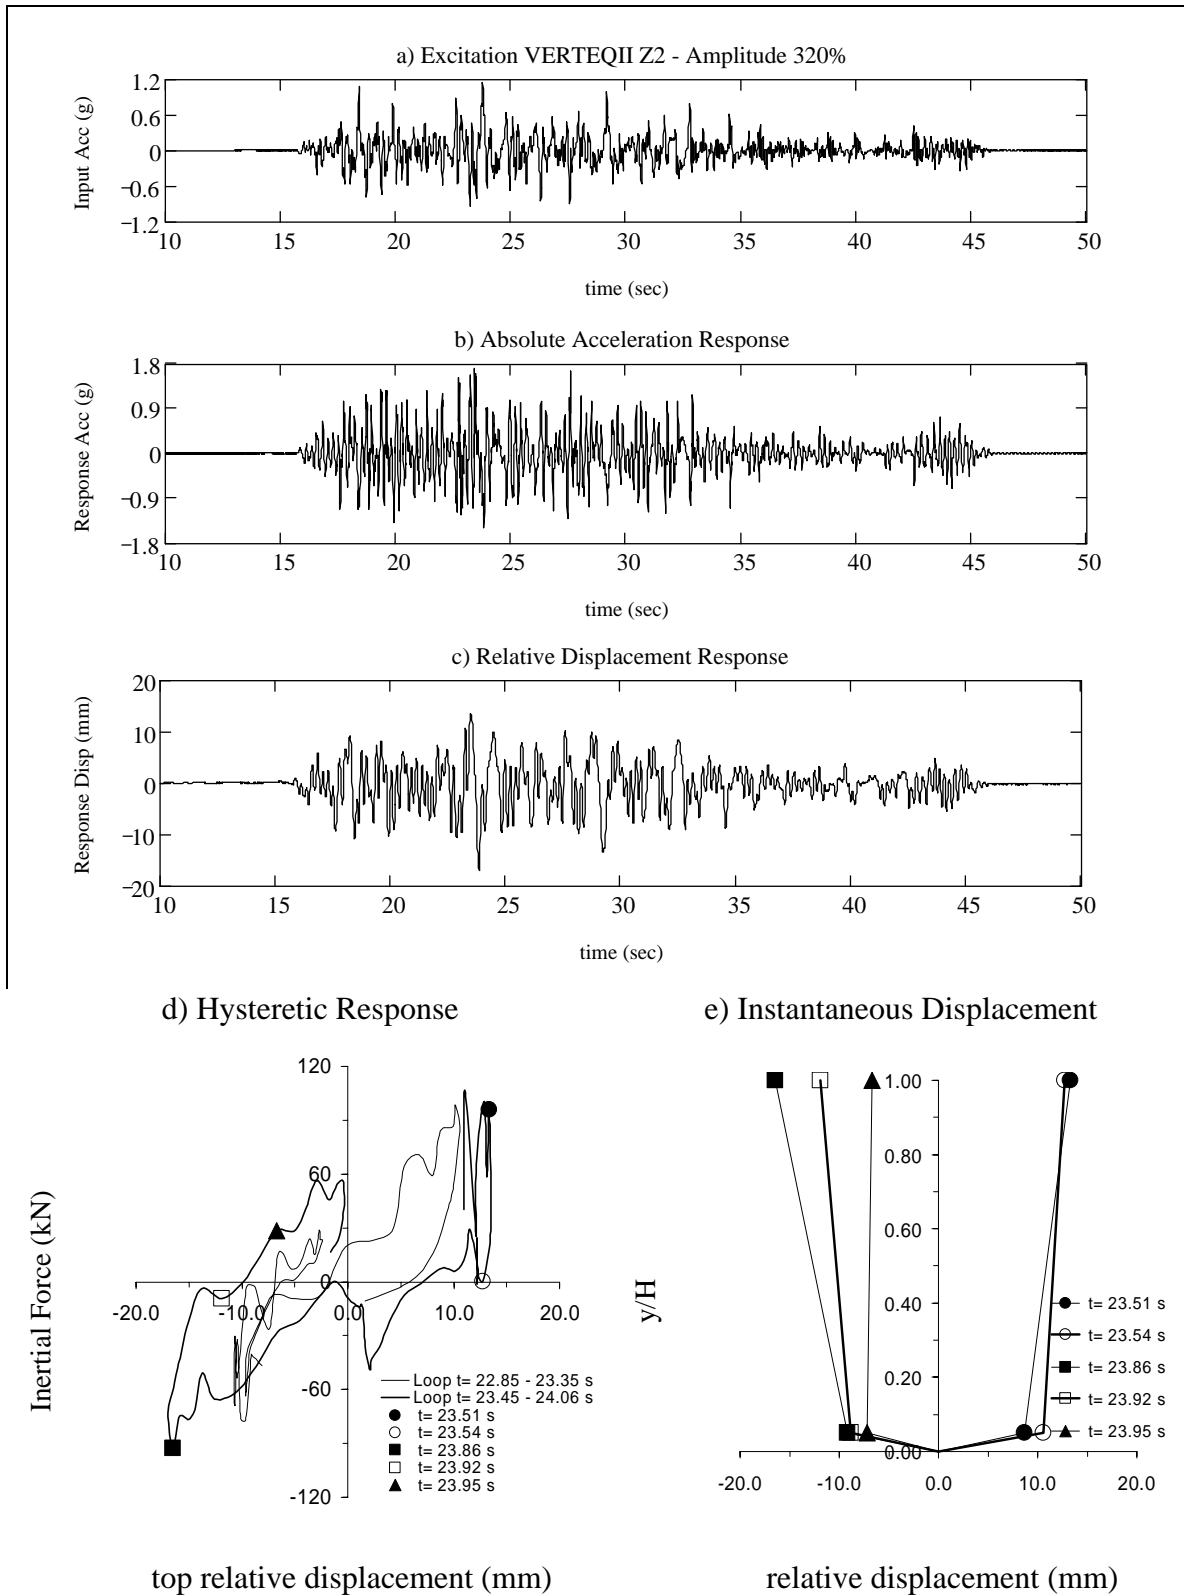 a) Excitation VERTEQII Z2 - Amplitude 320%
Input Acc (g)
1.2
0.6
0
−0.6
−1.2
10 15 20 25 30 35 40 45 50
time (sec)
b) Absolute Acceleration Response
Response Acc (g)
1.8
0.9
0
−0.9
−1.8
10 15 20 25 30 35 40 45 50
time (sec)
c) Relative Displacement Response
Response Disp (mm)
20
10
0
−10
−20
10 15 20 25 30 35 40 45 50
time (sec)
d) Hysteretic Response
Inertial Force (kN)
120
60
0
-60
-120
-20.0 -10.0 0.0 10.0 20.0
Loop t= 22.85 - 23.35 s
Loop t= 23.45 - 24.06 s
t= 23.51 s
t= 23.54 s
t= 23.86 s
t= 23.92 s
t= 23.95 s
top relative displacement (mm)
e) Instantaneous Displacement
y/H
1.00
0.80
0.60
0.40
0.20
0.00
-20.0 -10.0 0.0 10.0 20.0
t= 23.51 s
t= 23.54 s
t= 23.86 s
t= 23.92 s
t= 23.95 s
relative displacement (mm)